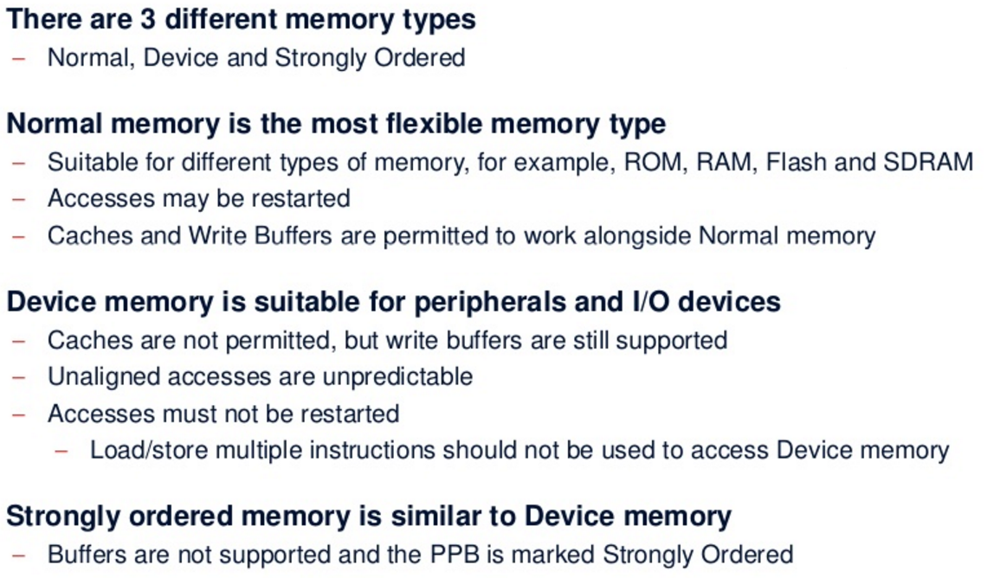 There are 3 different memory types
– Normal, Device and Strongly Ordered
Normal memory is the most flexible memory type
– Suitable for different types of memory, for example, ROM, RAM, Flash and SDRAM
– Accesses may be restarted
– Caches and Write Buffers are permitted to work alongside Normal memory
Device memory is suitable for peripherals and I/O devices
– Caches are not permitted, but write buffers are still supported
– Unaligned accesses are unpredictable
– Accesses must not be restarted
– Load/store multiple instructions should not be used to access Device memory
Strongly ordered memory is similar to Device memory
– Buffers are not supported and the PPB is marked Strongly Ordered